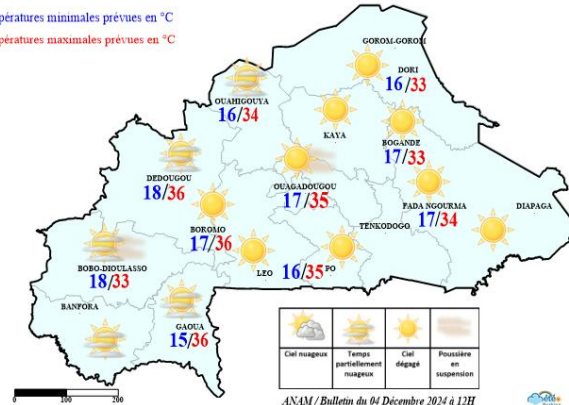 pératures minimales prévues en °C
pératures maximales prévues en °C
GOROM-GOROM
DORI
16/33
OUAHIGOUYA
16/34
KAYA
BOGANDE
17/33
DEDOUGOU
18/36
OUAGADOUGOU
17/35
FADA NGOURMA
17/34
DIAPAGA
BOROMO
17/36
TENKODOGO
BOBO-DIOULASSO
18/33
LEO
16/35
PO
BANFORA
GAOUA
15/36
Ciel nuageux
Temps partiellement nuageux
Ciel dégagé
Poussière en suspension
200
ANAM / Bulletin du 04 Décembre 2024 à 12H